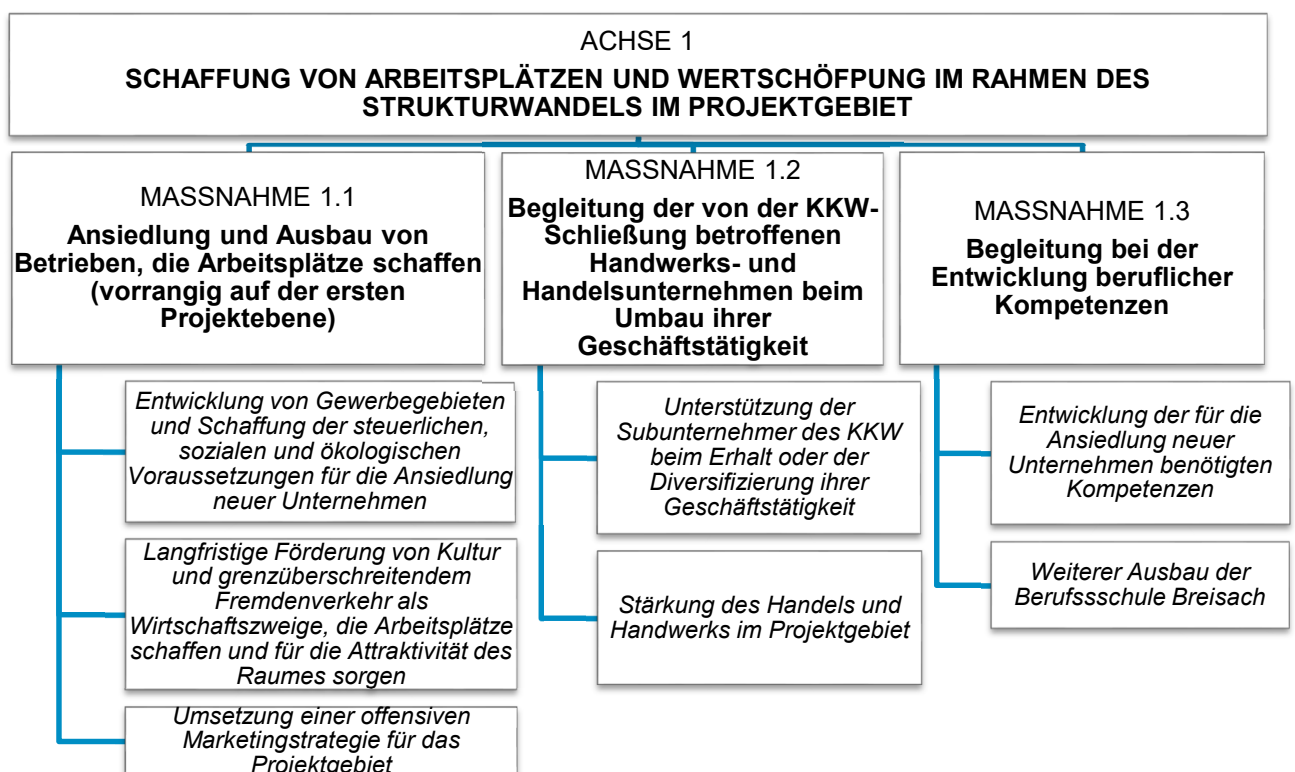 ACHSE 1
SCHAFFUNG VON ARBEITSPLÄTZEN UND WERTSCHÖFPUNG IM RAHMEN DES
STRUKTURWANDELS IM PROJEKTGEBIET
MASSNAHME 1.1
Ansiedlung und Ausbau von
Betrieben, die Arbeitsplätze schaffen
(vorrangig auf der ersten
Projektebene)
Entwicklung von Gewerbegebieten
und Schaffung der steuerlichen,
sozialen und ökologischen
Voraussetzungen für die Ansiedlung
neuer Unternehmen
Langfristige Förderung von Kultur
und grenzüberschreitendem
Fremdenverkehr als
Wirtschaftszweige, die Arbeitsplätze
schaffen und für die Attraktivität des
Raumes sorgen
Umsetzung einer offensiven
Marketingstrategie für das
Projektgebiet
MASSNAHME 1.2
Begleitung der von der KKW-
Schließung betroffenen
Handwerks- und
Handelsunternehmen beim
Umbau ihrer
Geschäftstätigkeit
Unterstützung der
Subunternehmer des KKW
beim Erhalt oder der
Diversifizierung ihrer
Geschäftstätigkeit
Stärkung des Handels und
Handwerks im Projektgebiet
MASSNAHME 1.3
Begleitung bei der
Entwicklung beruflicher
Kompetenzen
Entwicklung der für die
Ansiedlung neuer
Unternehmen benötigten
Kompetenzen
Weiterer Ausbau der
Berufssschule Breisach